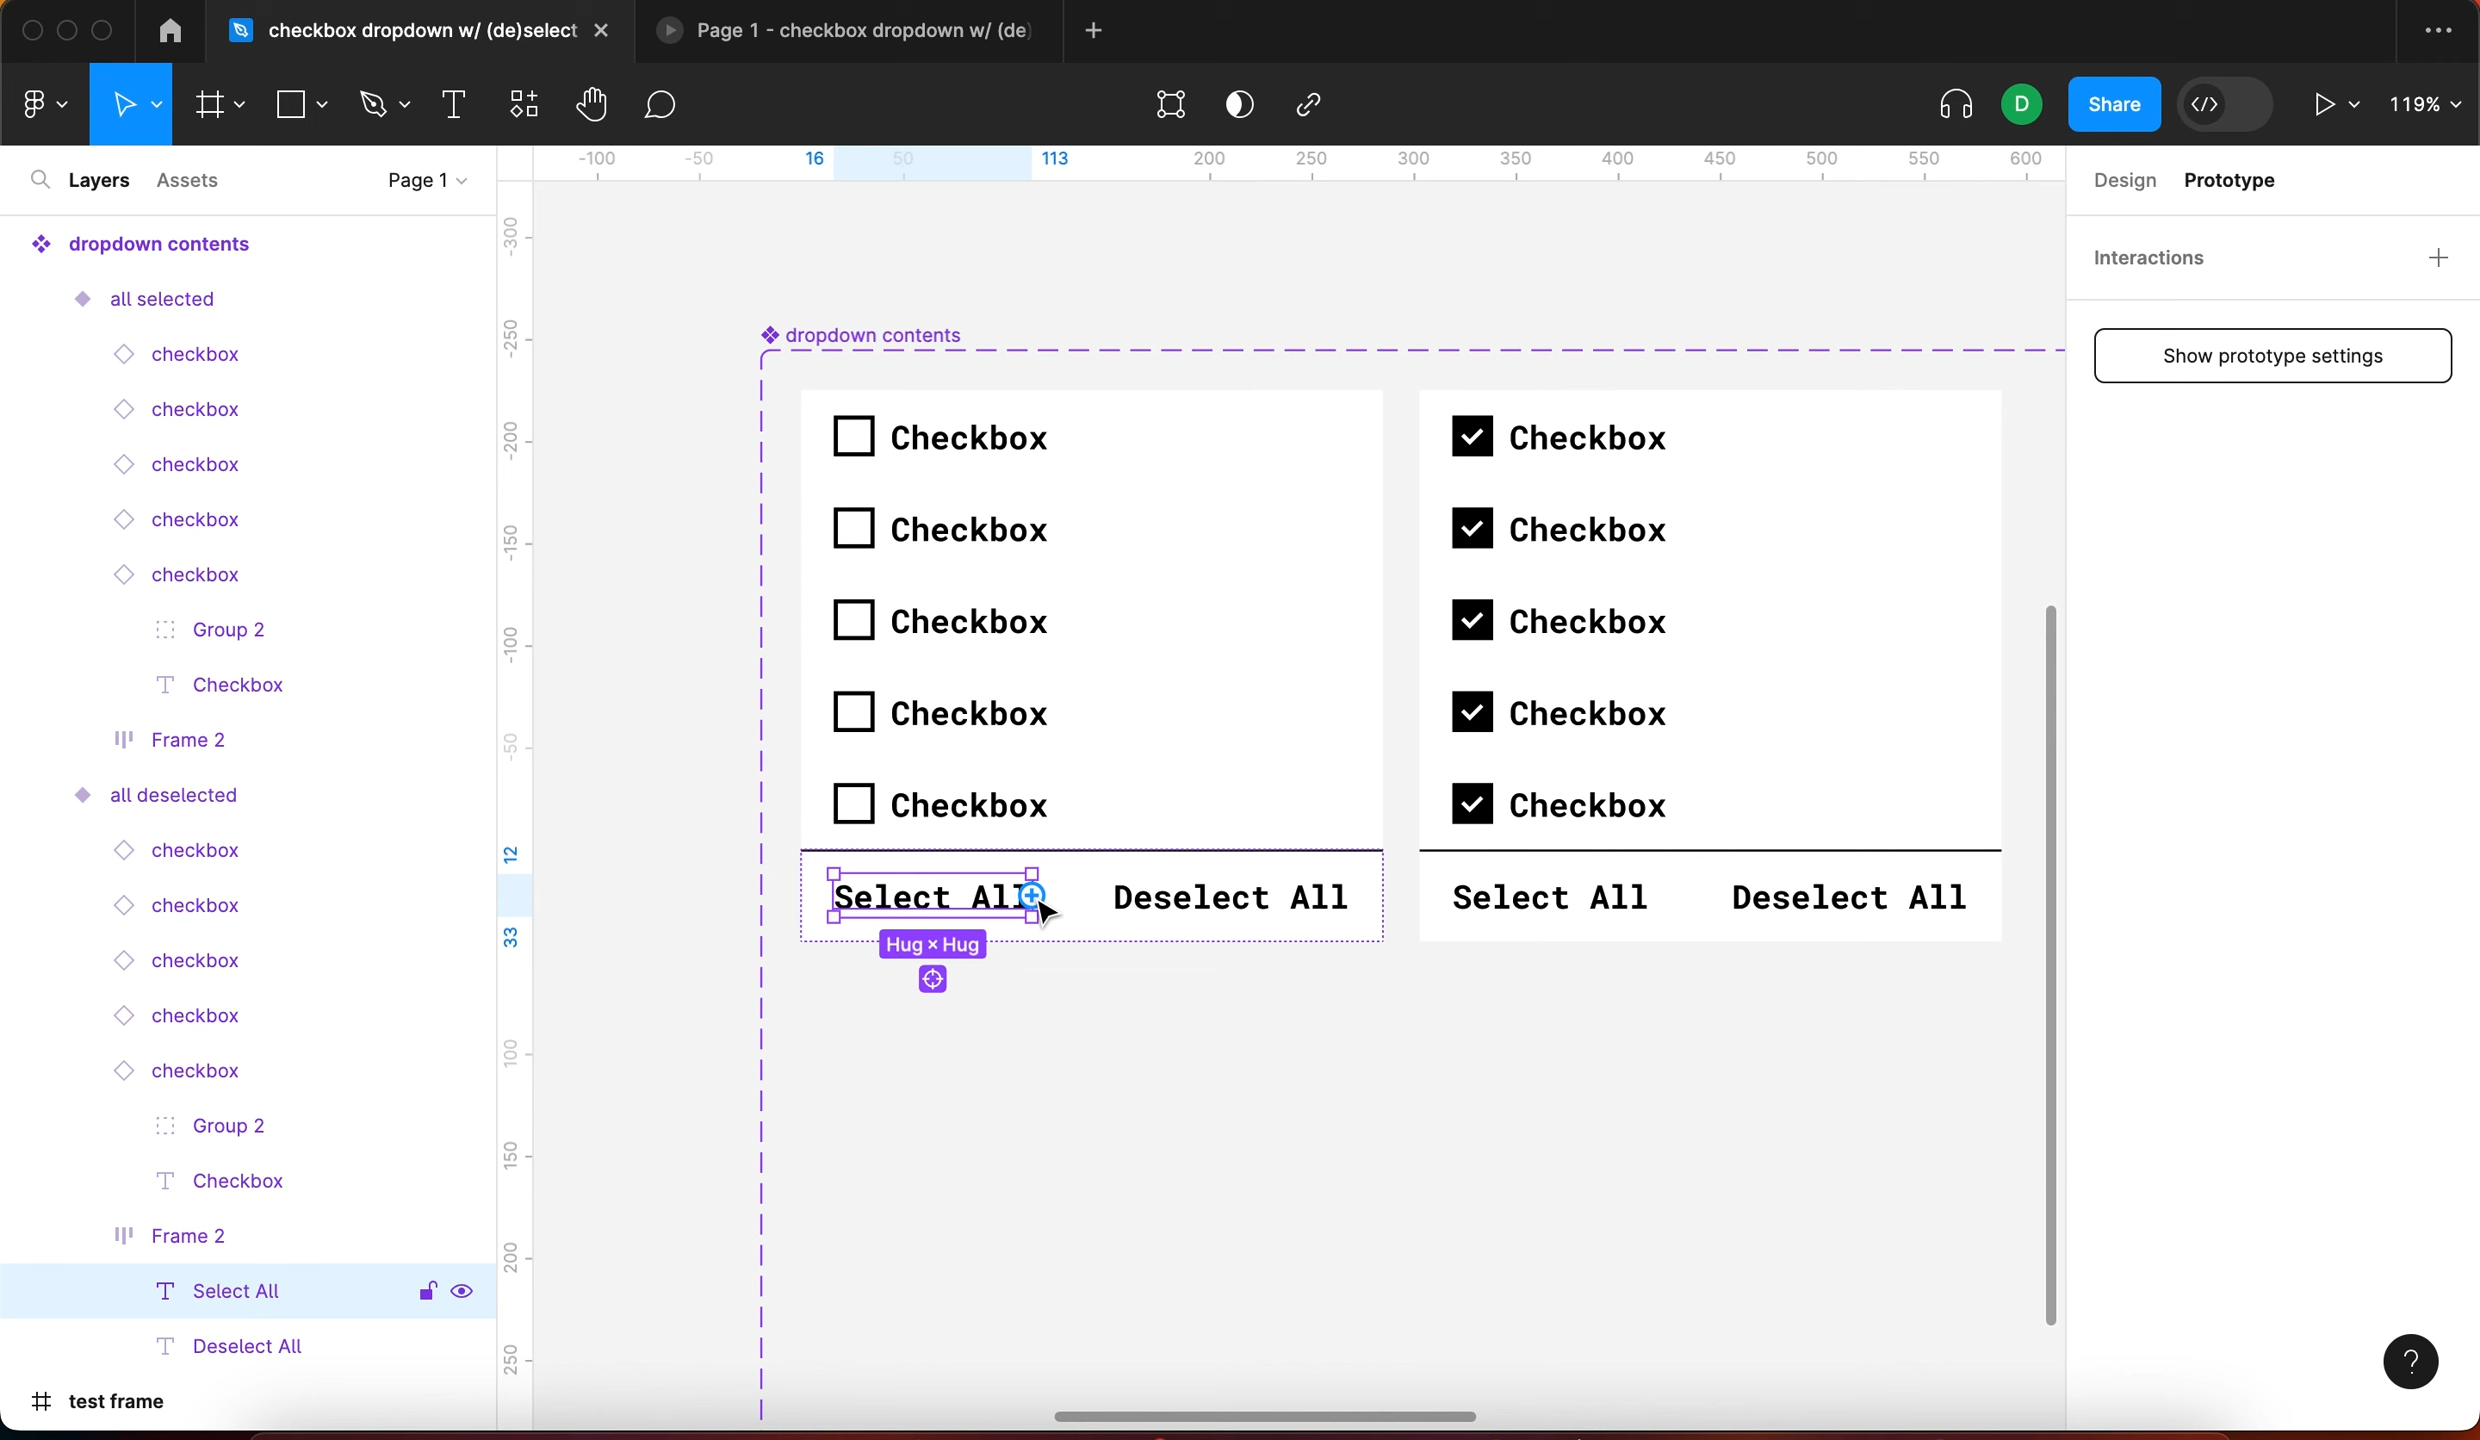 checkbox dropdown w/ (de)select
Page 1 - checkbox dropdown w/ (de)
Share
D
119%
Layers
Assets
Page 1
dropdown contents
all selected
checkbox
checkbox
checkbox
checkbox
checkbox
Group 2
Checkbox
Frame 2
all deselected
checkbox
checkbox
checkbox
checkbox
checkbox
Group 2
Checkbox
Frame 2
Select All
Deselect All
test frame
-100 -50 16 50 113 200 250 300 350 400 450 500 550 600
-300
-250
-200
-150
-100
-50
12
33
100
150
200
250
dropdown contents
Checkbox
Checkbox
Checkbox
Checkbox
Checkbox
Select All Deselect All
Hug × Hug
Checkbox
Checkbox
Checkbox
Checkbox
Checkbox
Select All Deselect All
Design
Prototype
Interactions
Show prototype settings
?